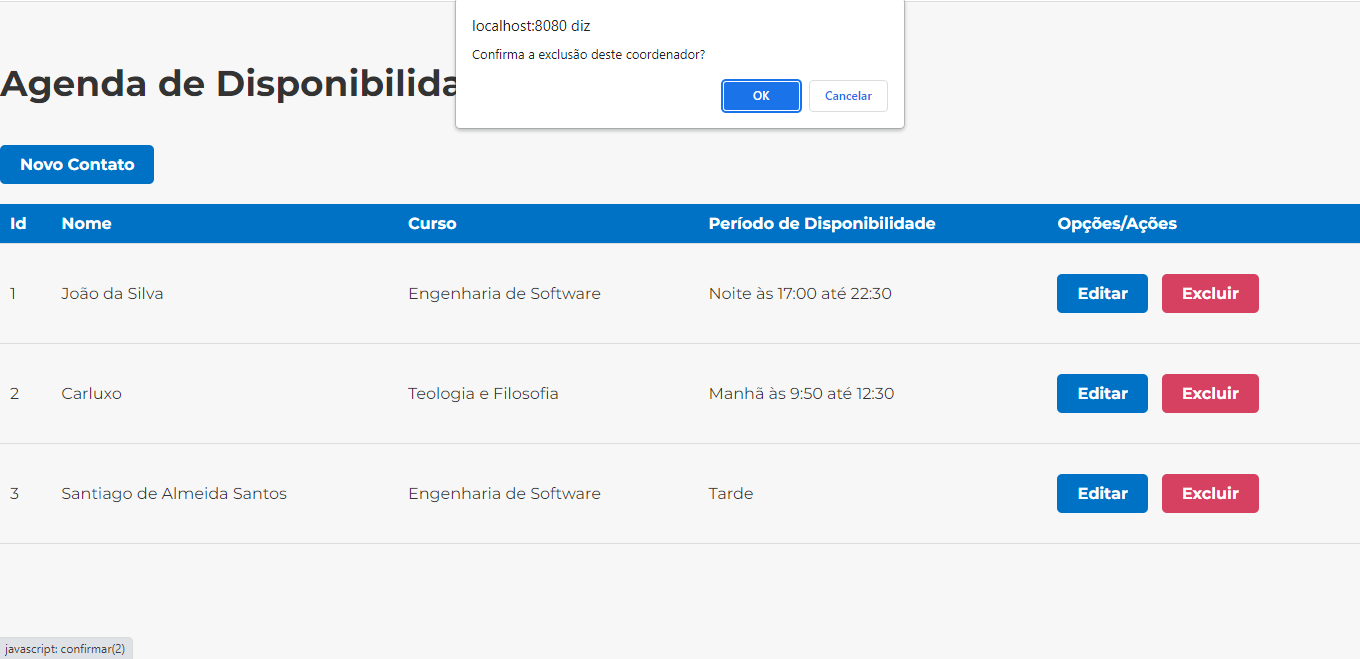 localhost:8080 diz
Confirma a exclusão deste coordenador?
OK Cancelar
Agenda de Disponibilida
Novo Contato
Id Nome Curso Período de Disponibilidade Opções/Ações
1 João da Silva Engenharia de Software Noite às 17:00 até 22:30 Editar Excluir
2 Carluxo Teologia e Filosofia Manhã às 9:50 até 12:30 Editar Excluir
3 Santiago de Almeida Santos Engenharia de Software Tarde Editar Excluir
javascript: confirmar(2)